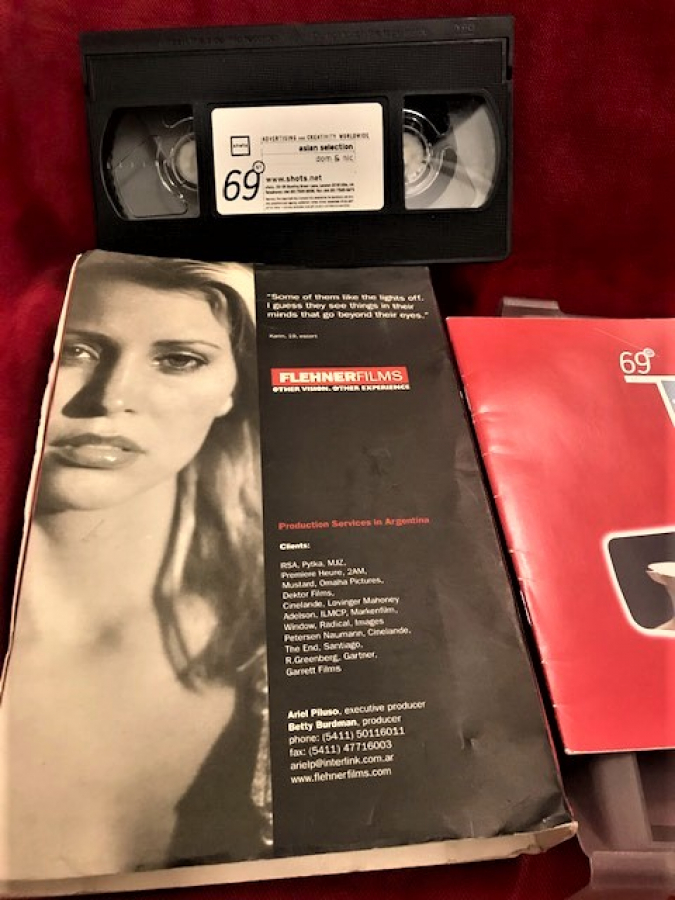 shots
ADVERTISING AND CREATIVITY WORLDWIDE
asian selection
dom & nic
69
www.shots.net
"Some of them like the lights off.
I guess they see things in their
minds that go beyond their eyes."
Karin, 19, escort
FLEHNERFILMS
OTHER VISION. OTHER EXPERIENCE
Production Services in Argentina
Clients:
RSA, Pytka, MJZ,
Premiere Heure, 2AM,
Mustard, Omaha Pictures,
Dektor Films,
Cinelande, Lovinger Mahoney
Adelson, ILMCP, Markenfilm,
Window, Radical, Images
Petersen Naumann, Cinelande,
The End, Santiago,
R.Greenberg, Gartner,
Garrett Films
Ariel Piluso, executive producer
Betty Burdman, producer
phone: (5411) 50116011
fax: (5411) 47716003
arielp@interlink.com.ar
www.flehnerfilms.com
69